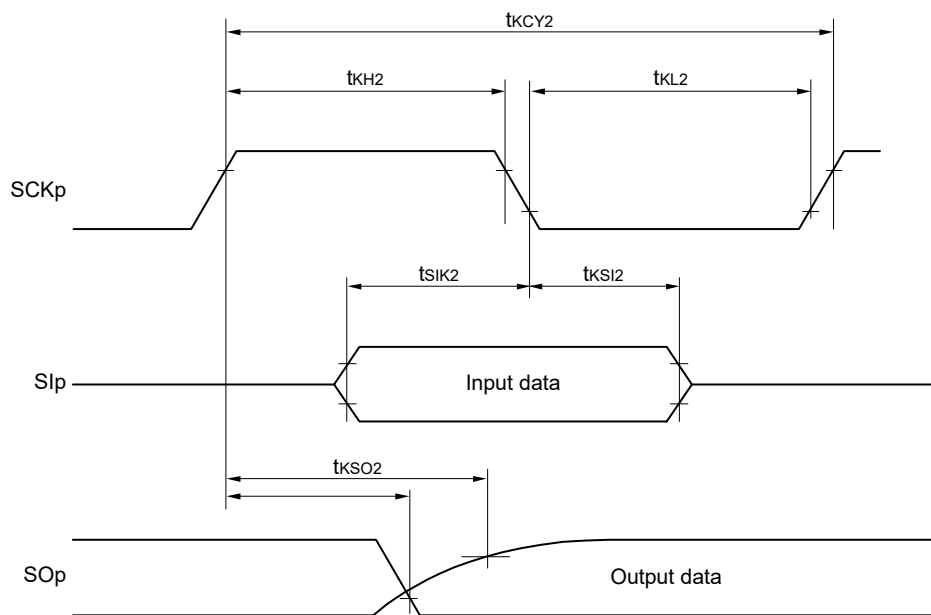 tKCY2
tKH2
tKL2
SCKp
tSIK2
tKSI2
SIp
Input data
tKSO2
SOp
Output data